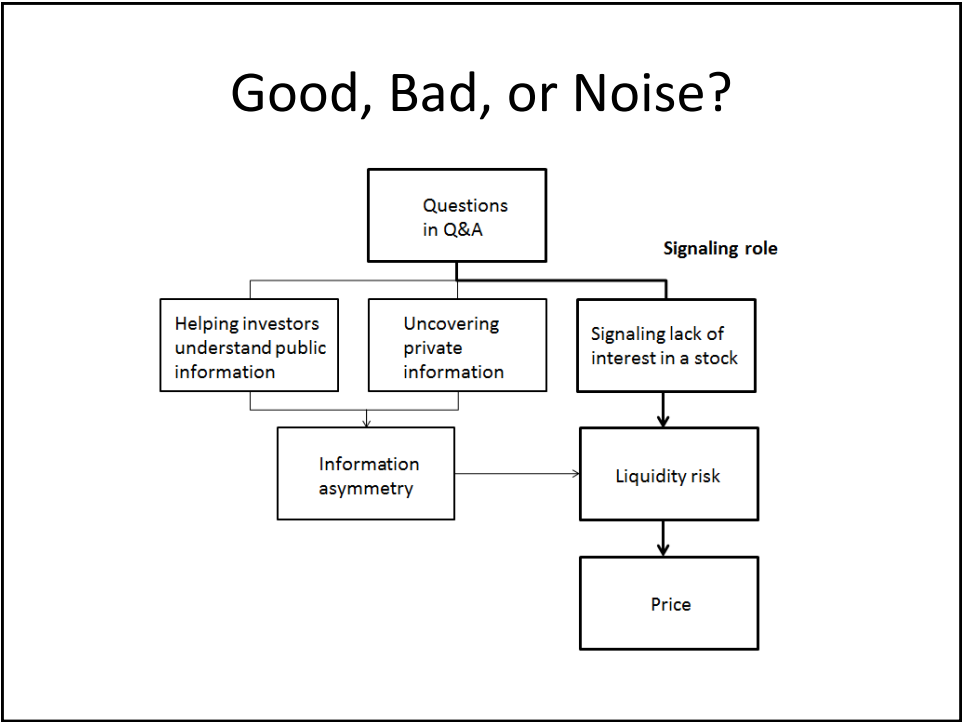 Good, Bad, or Noise?
Questions
in Q&A
Signaling role
Helping investors
understand public
information
Uncovering
private
information
Signaling lack of
interest in a stock
Information
asymmetry
Liquidity risk
Price